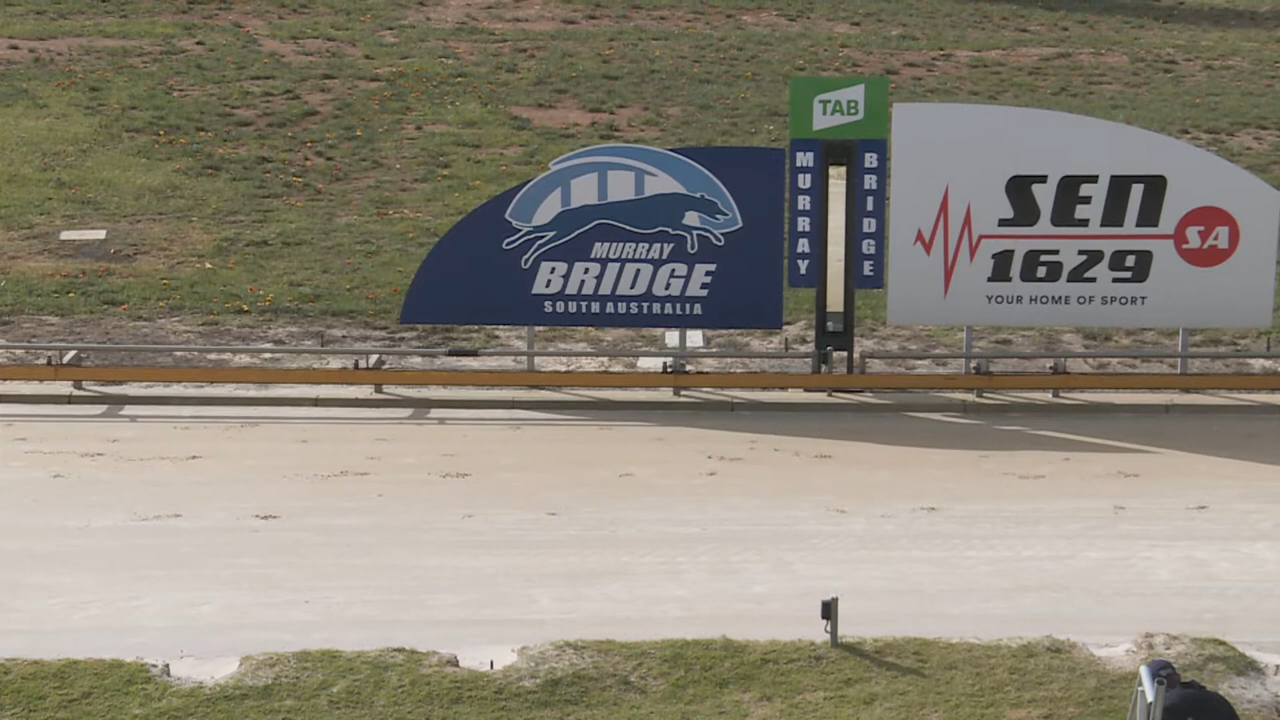 TAB
MURRAY
BRIDGE
MURRAY
BRIDGE
SOUTH AUSTRALIA
SEN
1629
SA
YOUR HOME OF SPORT